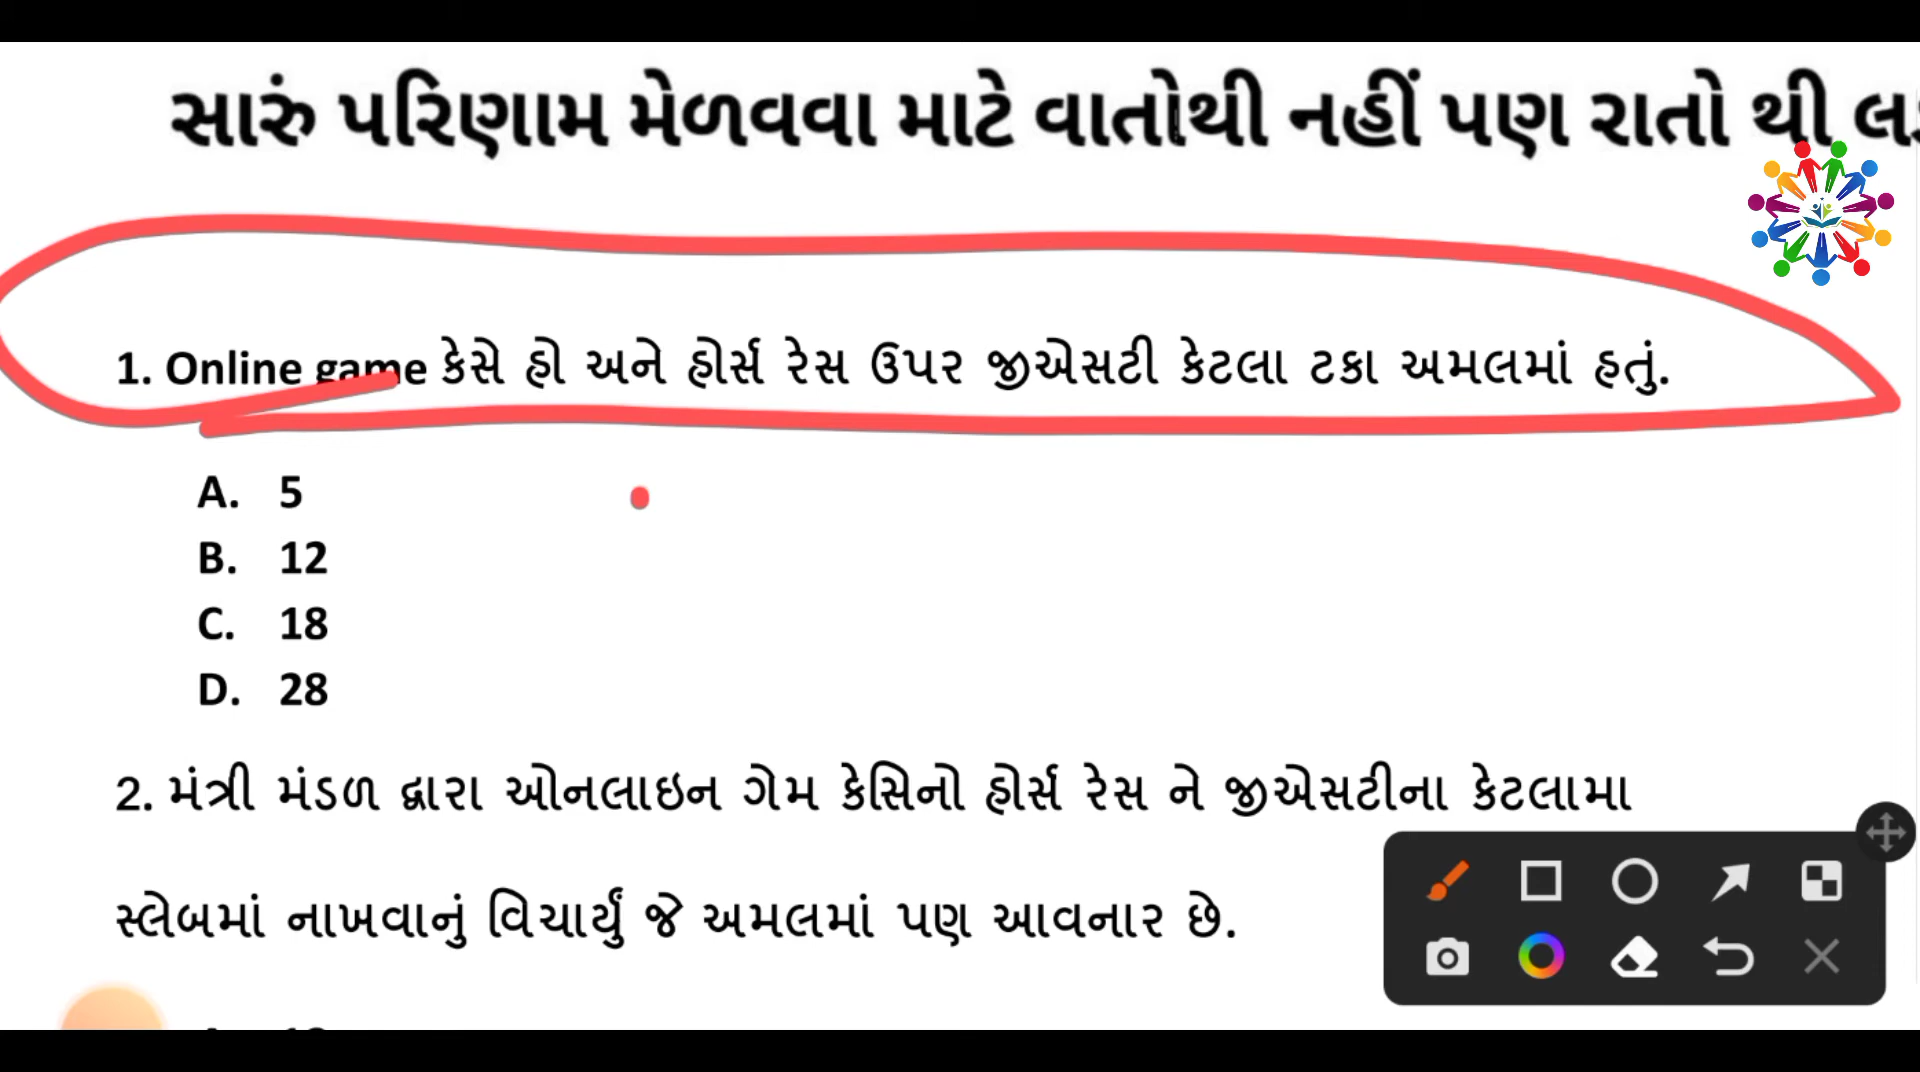 સારું પરિણામ મેળવવા માટે વાતોથી નહીં પણ રાતો થી
1. Online game કેસે હો અને હોર્સ રેસ ઉપર જીએસટી કેટલા ટકા અમલમાં હતું.
A. 5
B. 12
C. 18
D. 28
2. મંત્રી મંડળ દ્વારા ઓનલાઇન ગેમ કેસિનો હોર્સ રેસ ને જીએસટીના કેટલામા
સ્લેબમાં નાખવાનું વિચાર્યું જે અમલમાં પણ આવનાર છે.